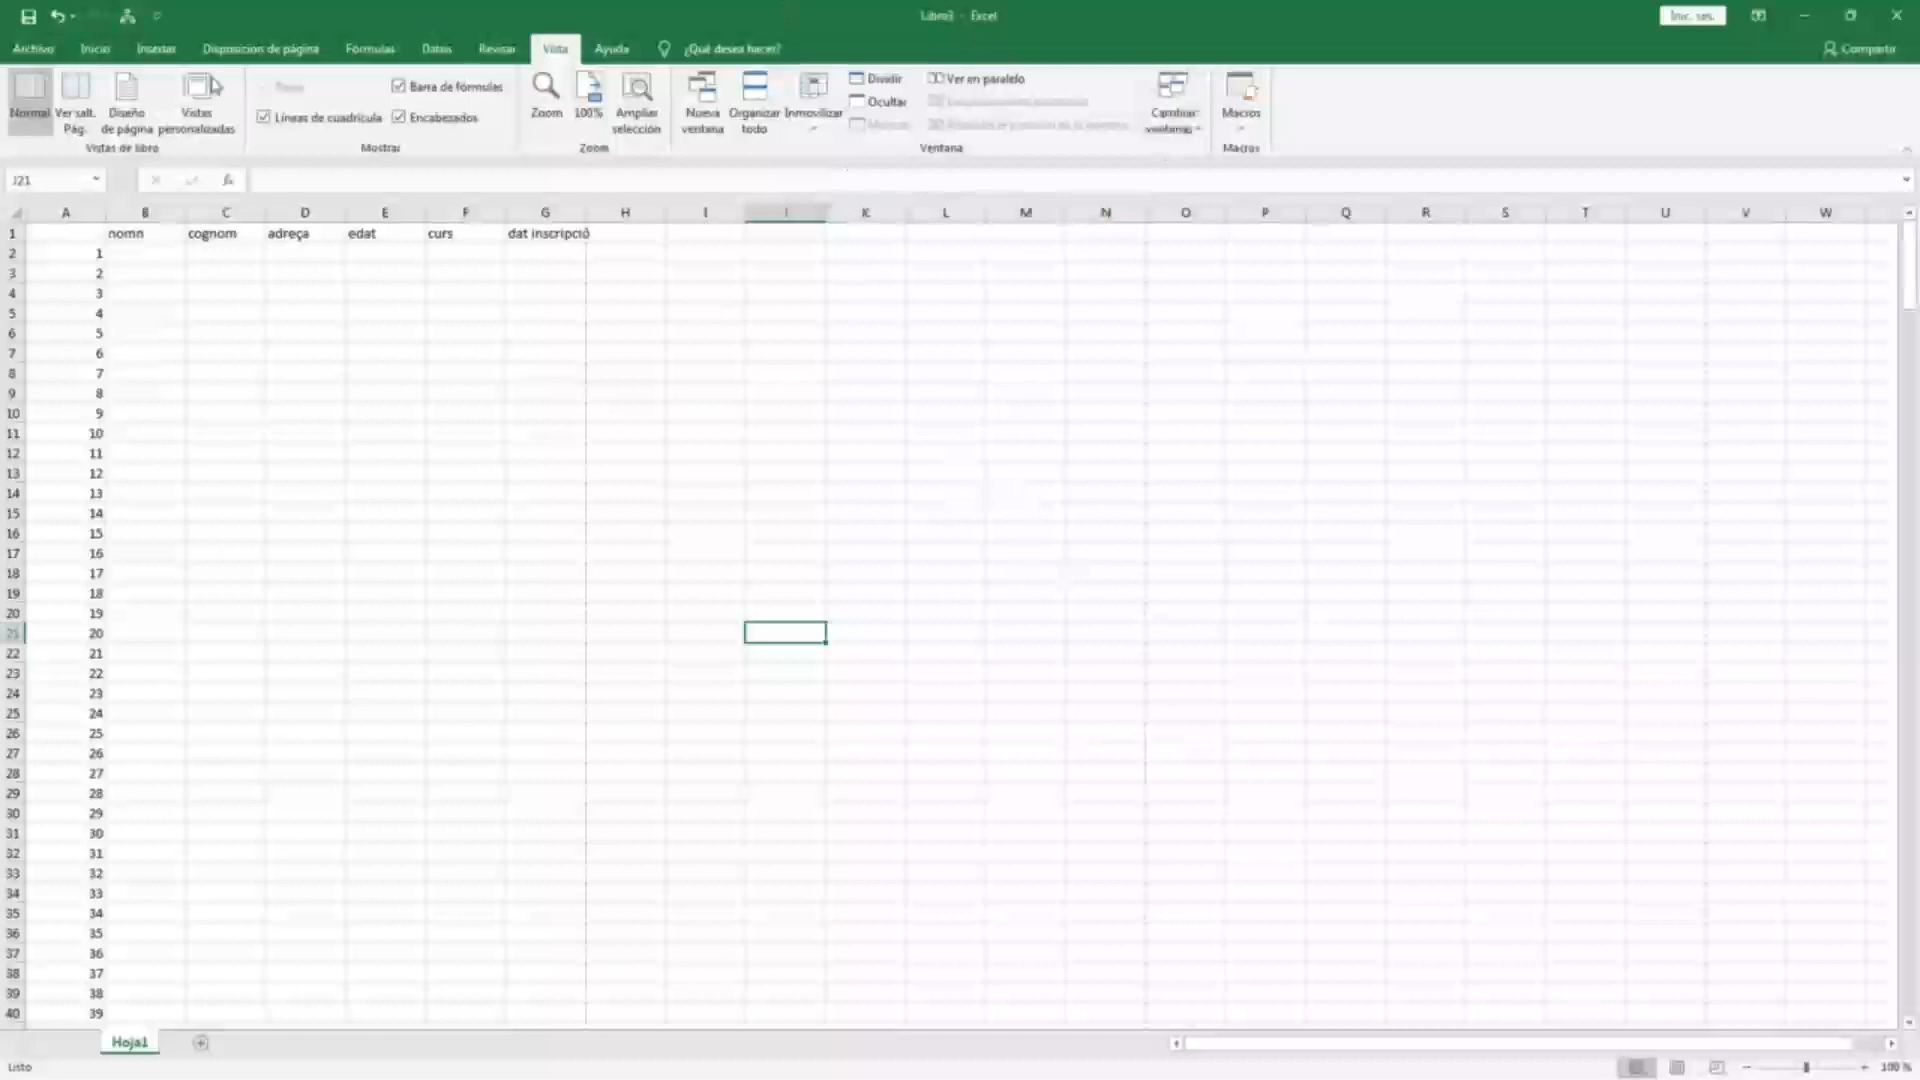 Libro3 - Excel
Inic. ses.
Archivo Inicio Insertar Disposición de página Fórmulas Datos Revisar Vista Ayuda ¿Qué desea hacer? Compartir
Normal Ver salt. Pág. Diseño de página Vistas personalizadas
Vistas de libro
Barra de fórmulas
Líneas de cuadrícula Encabezados
Mostrar
Zoom 100% Ampliar selección
Zoom
Nueva ventana Organizar todo Inmovilizar
Dividir
Ocultar
Ver en paralelo
Cambiar ventanas
Ventana
Macros
Macros
J21
fx
A B C D E F G H I J K L M N O P Q R S T U V W
1 nomn cognom adreça edat curs dat inscripció
2 1
3 2
4 3
5 4
6 5
7 6
8 7
9 8
10 9
11 10
12 11
13 12
14 13
15 14
16 15
17 16
18 17
19 18
20 19
21 20
22 21
23 22
24 23
25 24
26 25
27 26
28 27
29 28
30 29
31 30
32 31
33 32
34 33
35 34
36 35
37 36
38 37
39 38
40 39
Hoja1
Listo
100 %